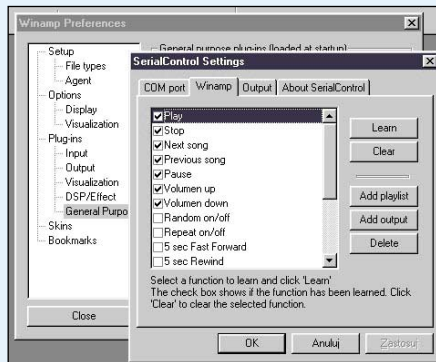 Winamp Preferences
Setup
File types
Agent
Options
Display
Visualization
Plug-ins
Input
Output
Visualization
DSP/Effect
General Purpo
Skins
Bookmarks
Close
General purpose plug-ins (loaded at startup)
SerialControl Settings
COM port Winamp Output About SerialControl
Play
Stop
Next song
Previous song
Pause
Volumen up
Volumen down
Random on/off
Repeat on/off
5 sec Fast Forward
5 sec Rewind
Learn
Clear
Add playlist
Add output
Delete
Select a function to learn and click 'Learn'
The check box shows if the function has been learned. Click
'Clear' to clear the selected function.
OK Anuluj Zastosuj